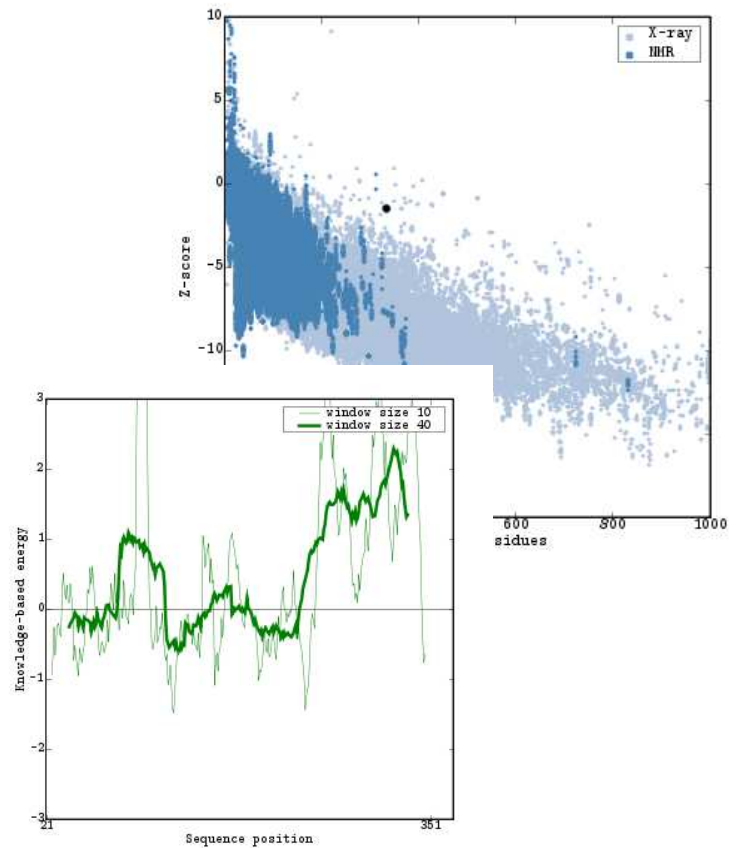 10
X-ray
NMR
5
0
Z-score
-5
-10
600
800
1000
sidues
3
window size 10
window size 40
2
1
Knowledge-based energy
0
-1
-2
-3
21
351
Sequence position